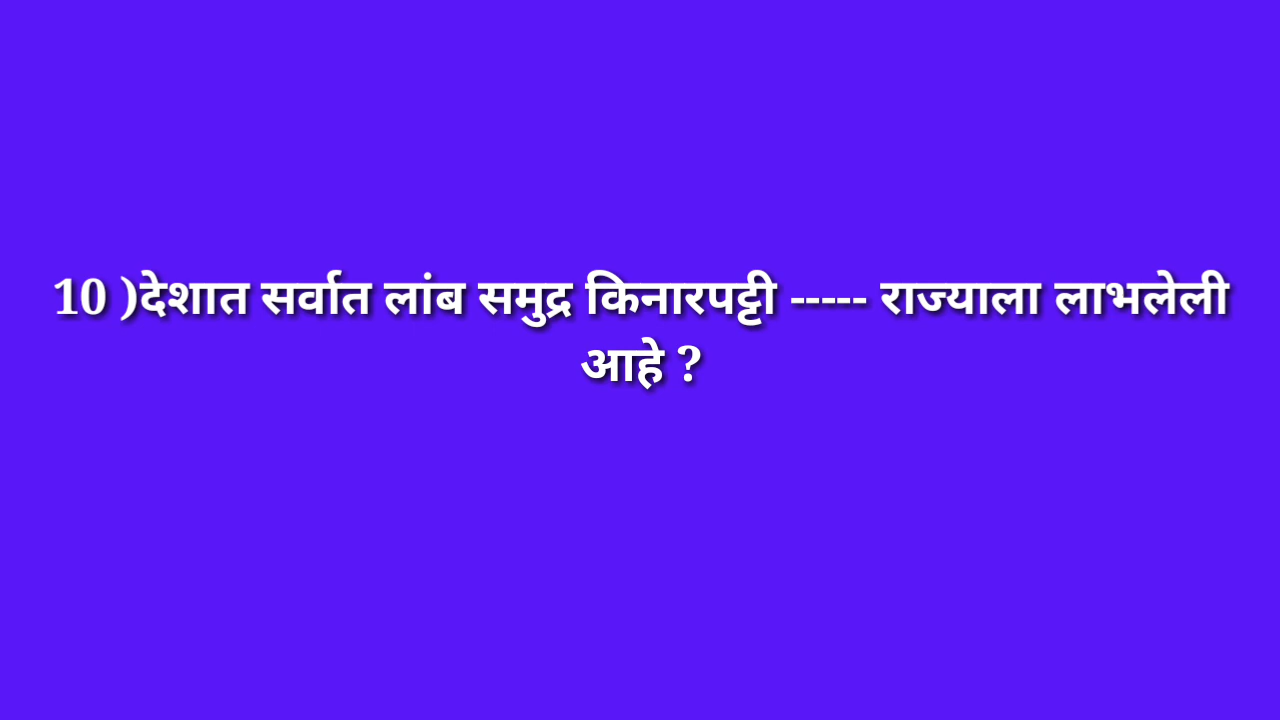 10 )देशात सर्वात लांब समुद्र किनारपट्टी ----- राज्याला लाभलेली
आहे ?